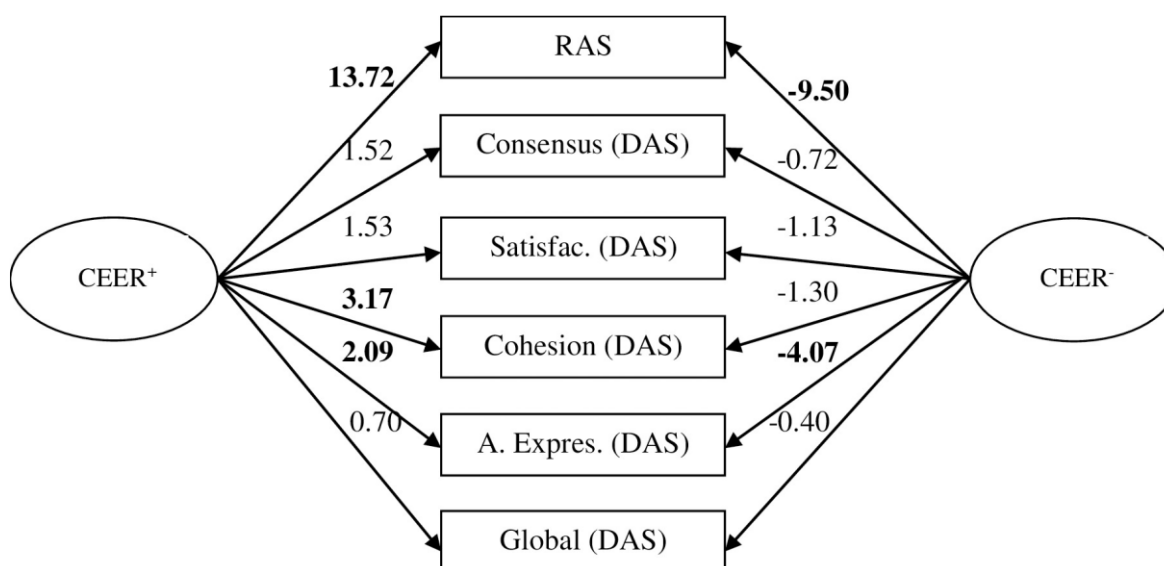 RAS
13.72
-9.50
Consensus (DAS)
1.52
-0.72
1.53
Satisfac. (DAS)
-1.13
CEER⁺
CEER⁻
3.17
-1.30
Cohesion (DAS)
2.09
-4.07
0.70
A. Expres. (DAS)
-0.40
Global (DAS)